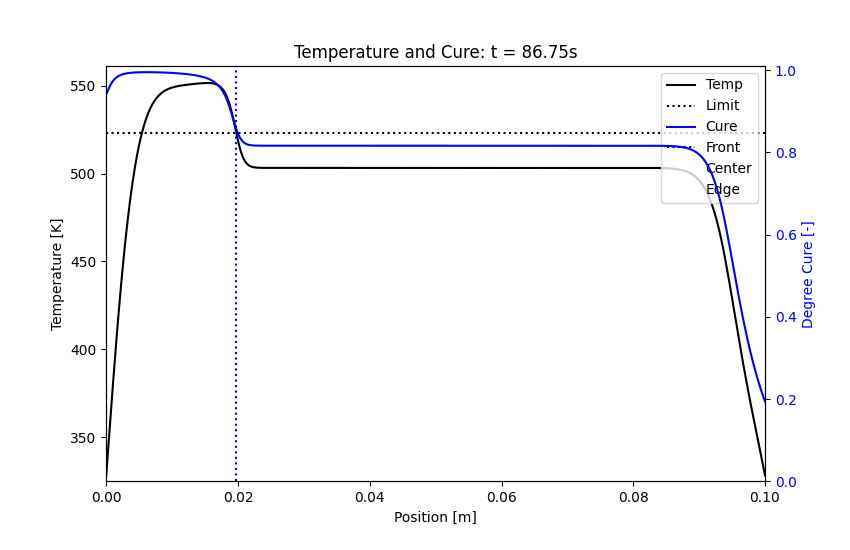 Temperature and Cure: t = 86.75s
Temperature [K]
550
500
450
400
350
Temp
Limit
Cure
Front
Center
Edge
1.0
0.8
0.6
0.4
0.2
0.0
Degree Cure [-]
0.00
0.02
0.04
0.06
0.08
0.10
Position [m]